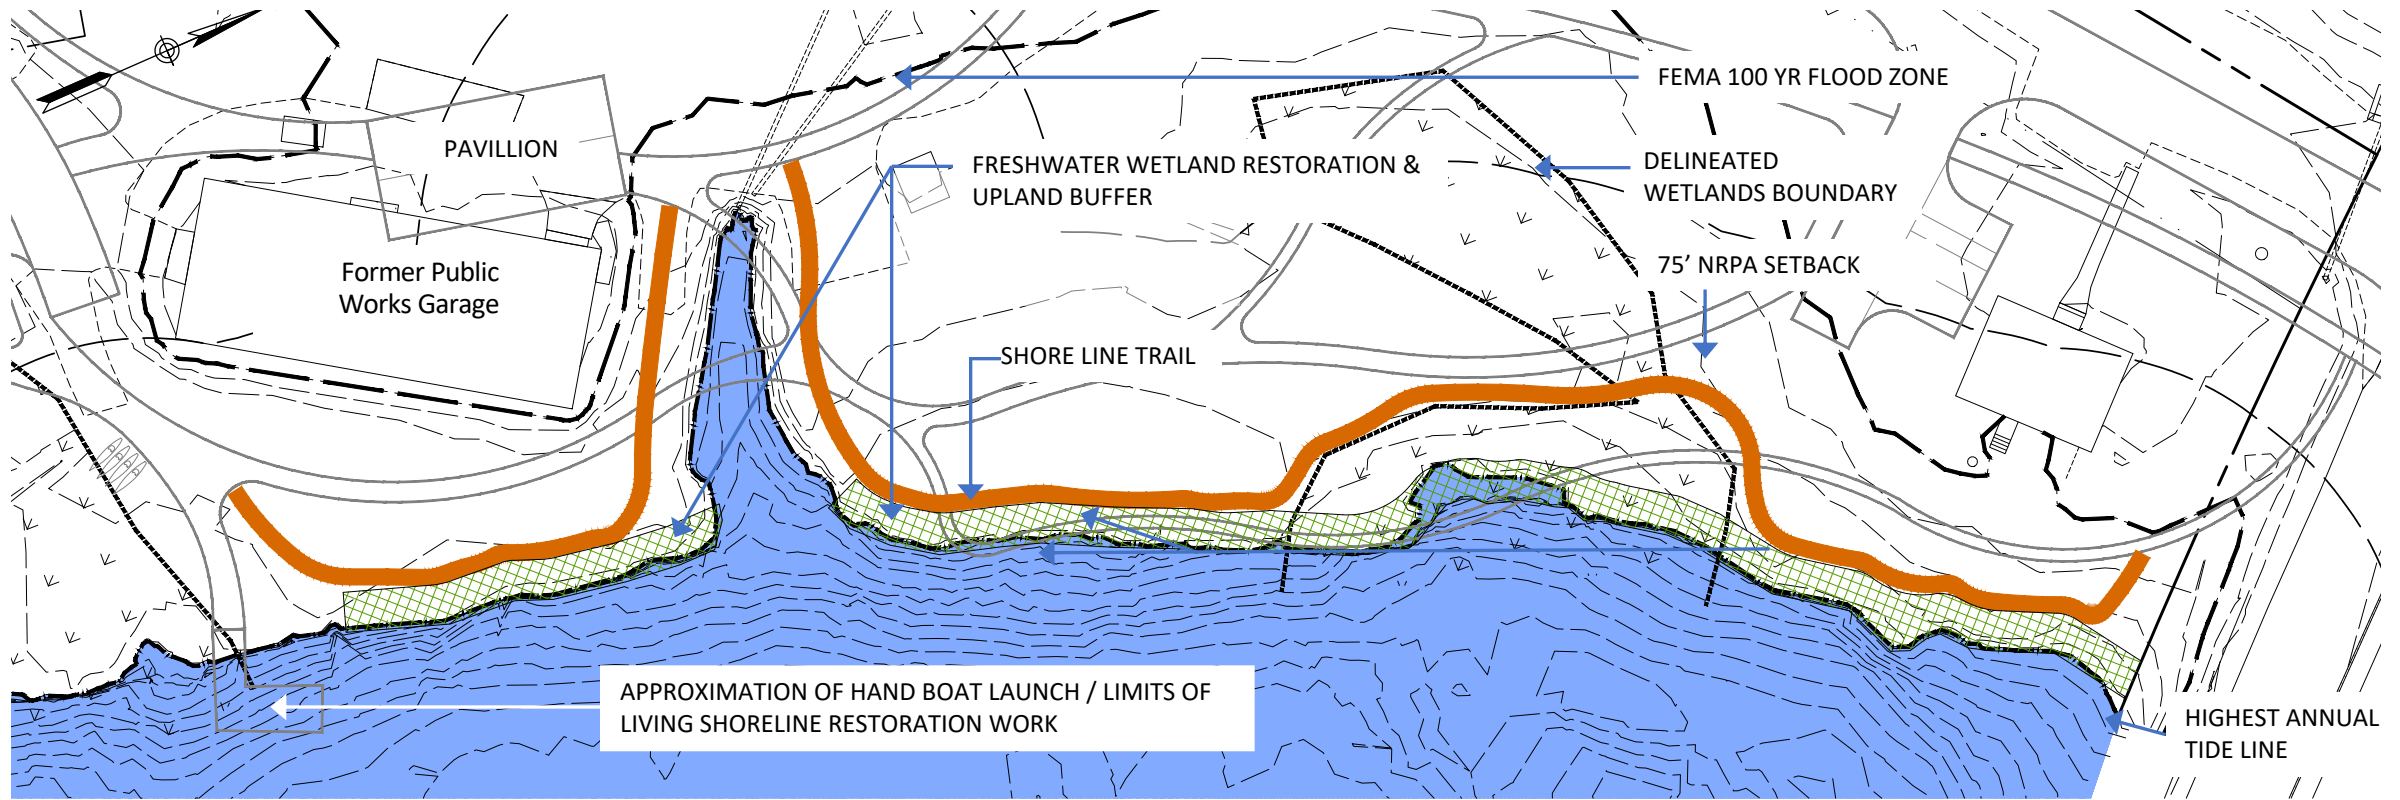 FEMA 100 YR FLOOD ZONE
PAVILLION
FRESHWATER WETLAND RESTORATION &
UPLAND BUFFER
DELINEATED
WETLANDS BOUNDARY
Former Public
Works Garage
75’ NRPA SETBACK
SHORE LINE TRAIL
APPROXIMATION OF HAND BOAT LAUNCH / LIMITS OF
LIVING SHORELINE RESTORATION WORK
HIGHEST ANNUAL
TIDE LINE